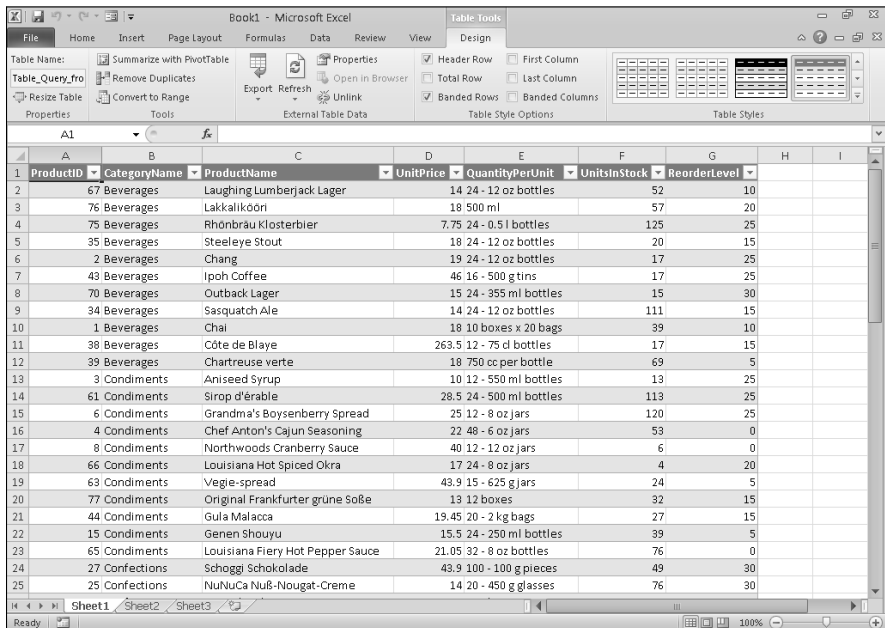 Book1 - Microsoft Excel
Table Tools
File Home Insert Page Layout Formulas Data Review View Design
Table Name:
Table_Query_fro
Resize Table
Properties
Summarize with PivotTable
Remove Duplicates
Convert to Range
Tools
Export
Refresh
Properties
Open in Browser
Unlink
External Table Data
Header Row
Total Row
Banded Rows
First Column
Last Column
Banded Columns
Table Style Options
Table Styles
A1
fx
A B C D E F G H I
1 ProductID CategoryName ProductName UnitPrice QuantityPerUnit UnitsInStock ReorderLevel
2 67 Beverages Laughing Lumberjack Lager 14 24 - 12 oz bottles 52 10
3 76 Beverages Lakkalikööri 18 500 ml 57 20
4 75 Beverages Rhönbräu Klosterbier 7.75 24 - 0.5 l bottles 125 25
5 35 Beverages Steeleye Stout 18 24 - 12 oz bottles 20 15
6 2 Beverages Chang 19 24 - 12 oz bottles 17 25
7 43 Beverages Ipoh Coffee 46 16 - 500 g tins 17 25
8 70 Beverages Outback Lager 15 24 - 355 ml bottles 15 30
9 34 Beverages Sasquatch Ale 14 24 - 12 oz bottles 111 15
10 1 Beverages Chai 18 10 boxes x 20 bags 39 10
11 38 Beverages Côte de Blaye 263.5 12 - 75 cl bottles 17 15
12 39 Beverages Chartreuse verte 18 750 cc per bottle 69 5
13 3 Condiments Aniseed Syrup 10 12 - 550 ml bottles 13 25
14 61 Condiments Sirop d'érable 28.5 24 - 500 ml bottles 113 25
15 6 Condiments Grandma's Boysenberry Spread 25 12 - 8 oz jars 120 25
16 4 Condiments Chef Anton's Cajun Seasoning 22 48 - 6 oz jars 53 0
17 8 Condiments Northwoods Cranberry Sauce 40 12 - 12 oz jars 6 0
18 66 Condiments Louisiana Hot Spiced Okra 17 24 - 8 oz jars 4 20
19 63 Condiments Vegie-spread 43.9 15 - 625 g jars 24 5
20 77 Condiments Original Frankfurter grüne Soße 13 12 boxes 32 15
21 44 Condiments Gula Malacca 19.45 20 - 2 kg bags 27 15
22 15 Condiments Genen Shouyu 15.5 24 - 250 ml bottles 39 5
23 65 Condiments Louisiana Fiery Hot Pepper Sauce 21.05 32 - 8 oz bottles 76 0
24 27 Confections Schoggi Schokolade 43.9 100 - 100 g pieces 49 30
25 25 Confections NuNuCa Nuß-Nougat-Creme 14 20 - 450 g glasses 76 30
Sheet1 Sheet2 Sheet3
Ready 100%